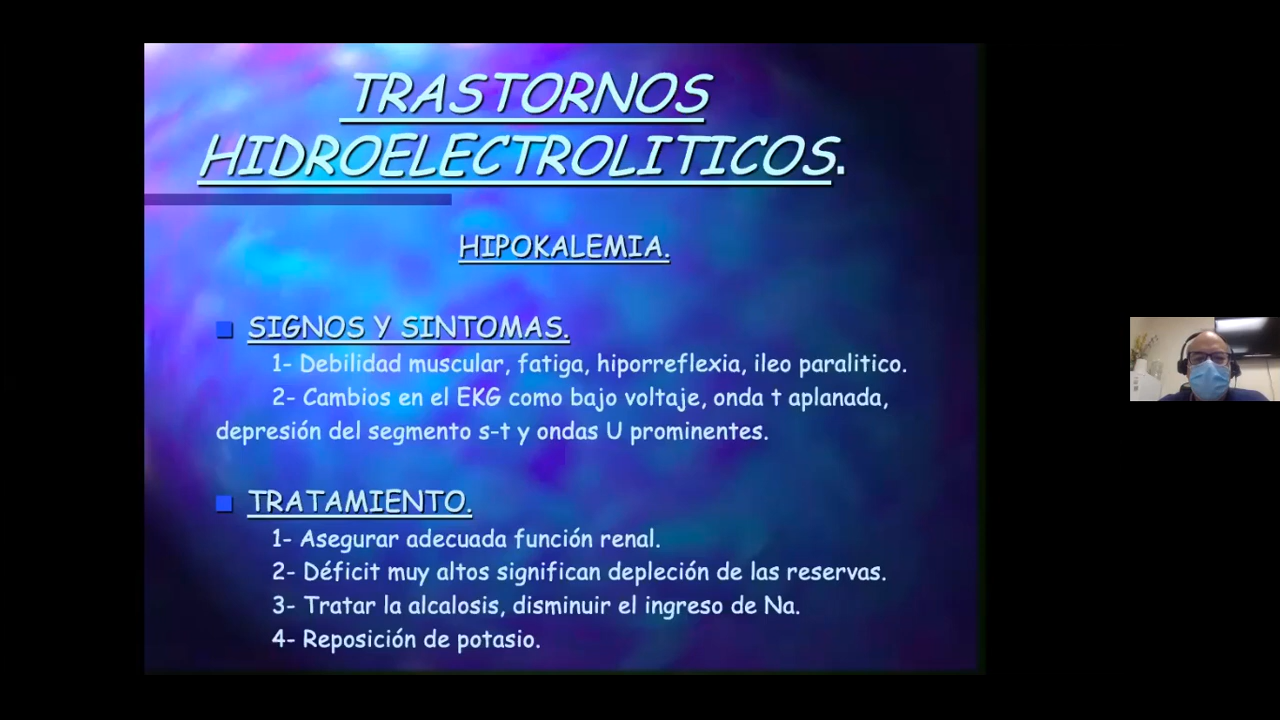 TRASTORNOS
HIDROELECTROLITICOS.
HIPOKALEMIA.
SIGNOS Y SINTOMAS.
1- Debilidad muscular, fatiga, hiporreflexia, ileo paralitico.
2- Cambios en el EKG como bajo voltaje, onda t aplanada,
depresión del segmento s-t y ondas U prominentes.
TRATAMIENTO.
1- Asegurar adecuada función renal.
2- Déficit muy altos significan depleción de las reservas.
3- Tratar la alcalosis, disminuir el ingreso de Na.
4- Reposición de potasio.